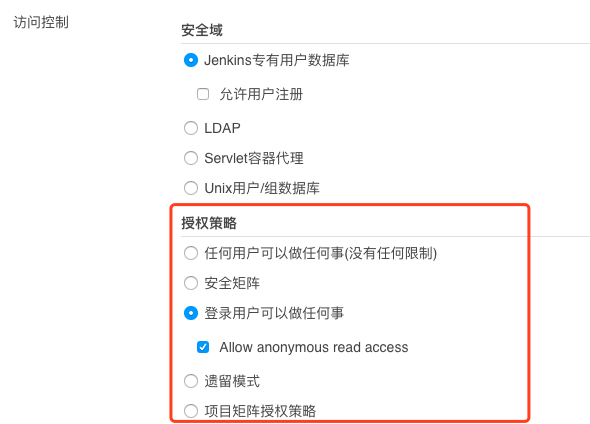 访问控制
安全域
Jenkins专有用户数据库
允许用户注册
LDAP
Servlet容器代理
Unix用户/组数据库
授权策略
任何用户可以做任何事(没有任何限制)
安全矩阵
登录用户可以做任何事
Allow anonymous read access
遗留模式
项目矩阵授权策略